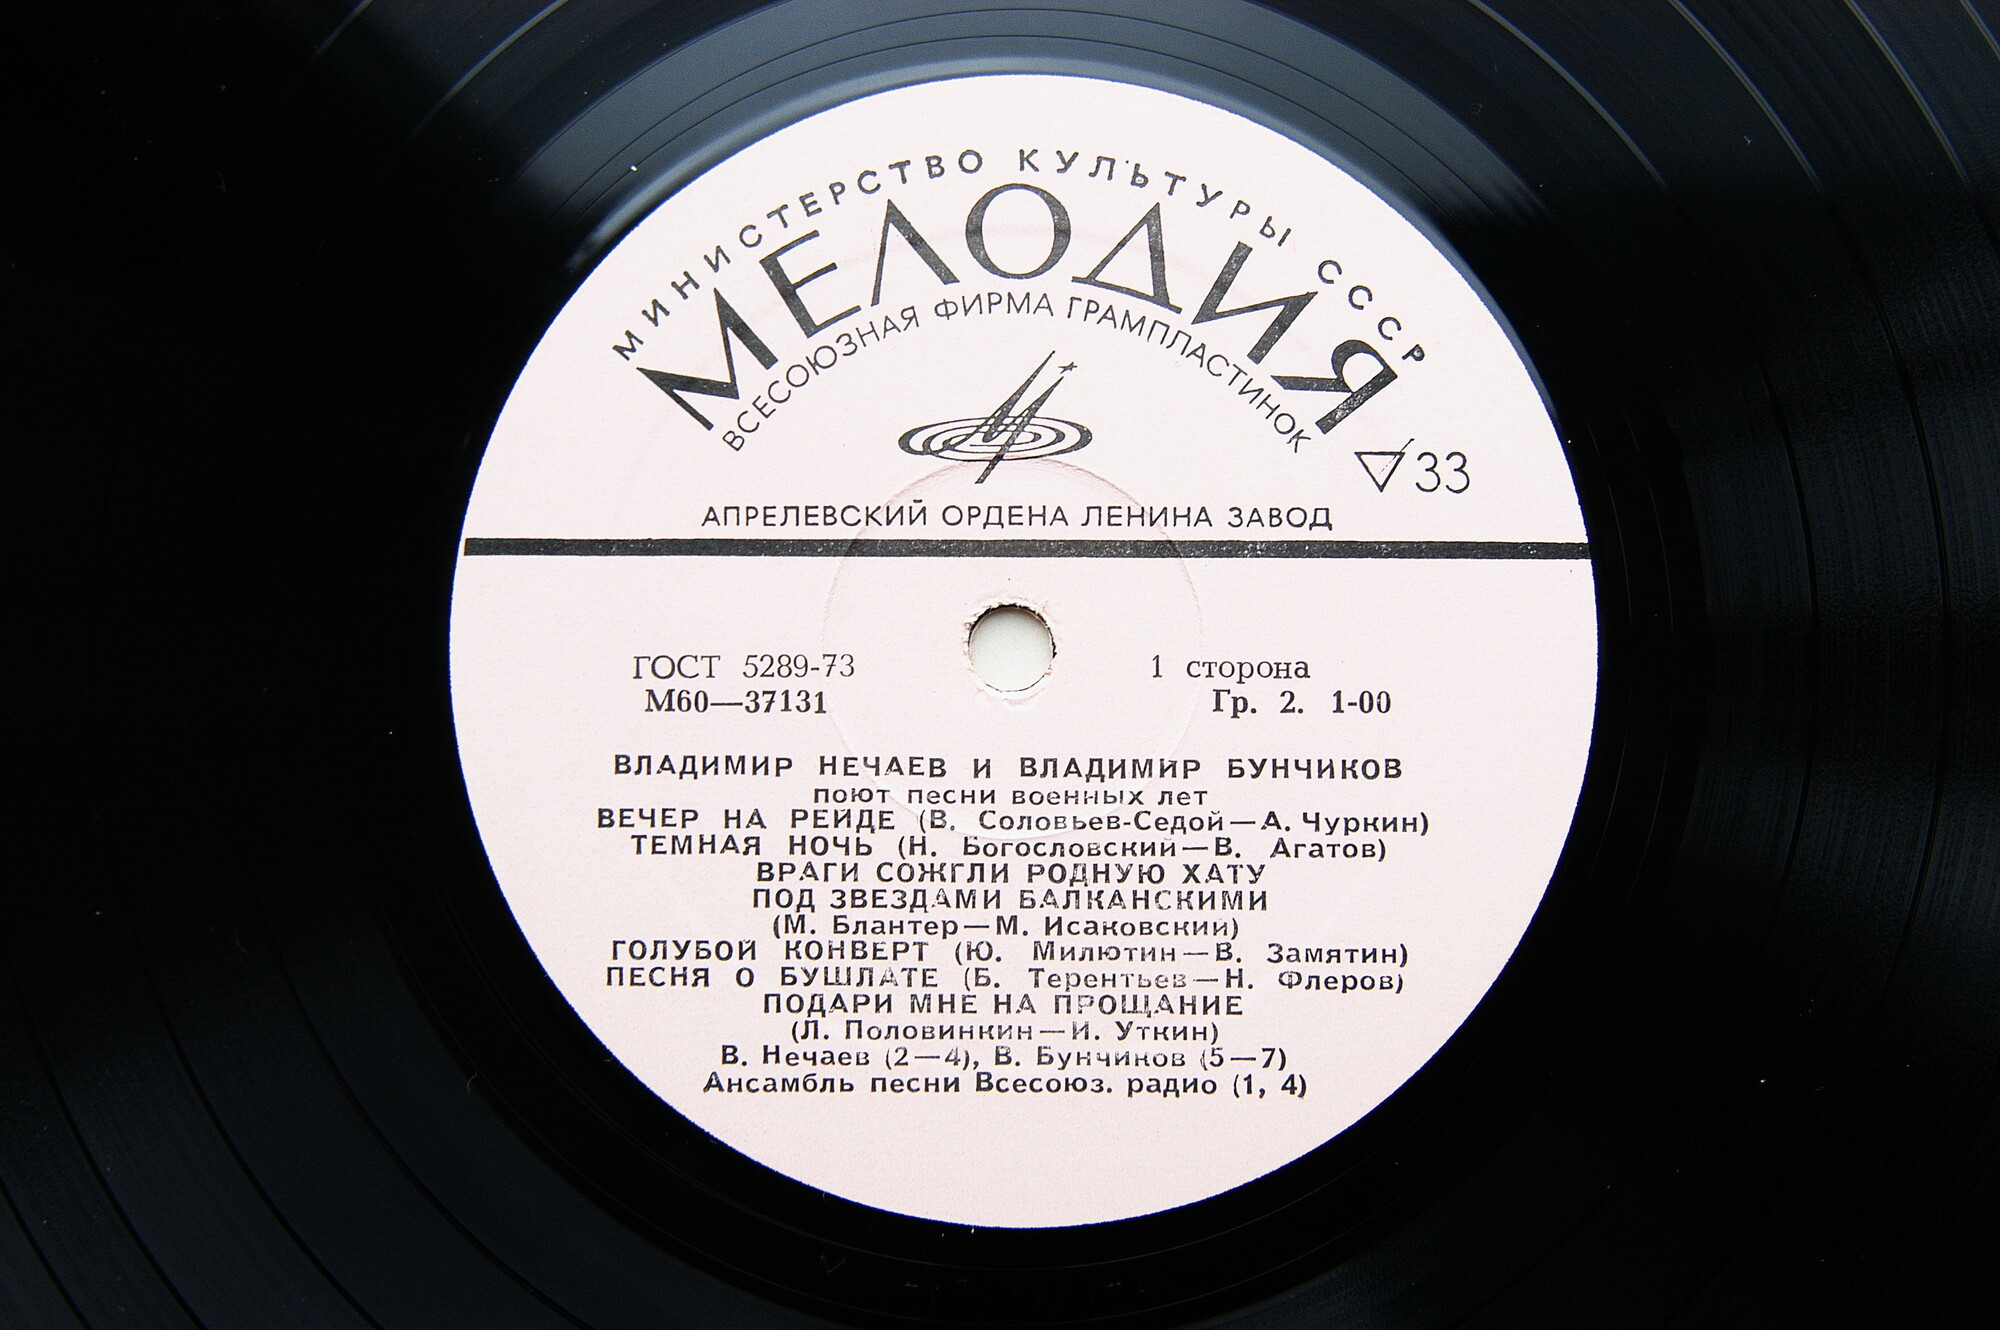 МИНИСТЕРСТВО КУЛЬТУРЫ СССР
МЕЛОДИЯ
ВСЕСОЮЗНАЯ ФИРМА ГРАМПЛАСТИНОК
33
АПРЕЛЕВСКИЙ ОРДЕНА ЛЕНИНА ЗАВОД
ГОСТ 5289-73 1 сторона
М60—37131 Гр. 2. 1-00
ВЛАДИМИР НЕЧАЕВ И ВЛАДИМИР БУНЧИКОВ
поют песни военных лет
ВЕЧЕР НА РЕЙДЕ (В. Соловьев-Седой—А. Чуркин)
ТЕМНАЯ НОЧЬ (Н. Богословский—В. Агатов)
ВРАГИ СОЖГЛИ РОДНУЮ ХАТУ
ПОД ЗВЕЗДАМИ БАЛКАНСКИМИ
(М. Блантер—М. Исаковский)
ГОЛУБОЙ КОНВЕРТ (Ю. Милютин—В. Замятин)
ПЕСНЯ О БУШЛАТЕ (Б. Терентьев—Н. Флеров)
ПОДАРИ МНЕ НА ПРОЩАНИЕ
(Л. Половинкин—И. Уткин)
В. Нечаев (2—4), В. Бунчиков (5—7)
Ансамбль песни Всесоюз. радио (1, 4)